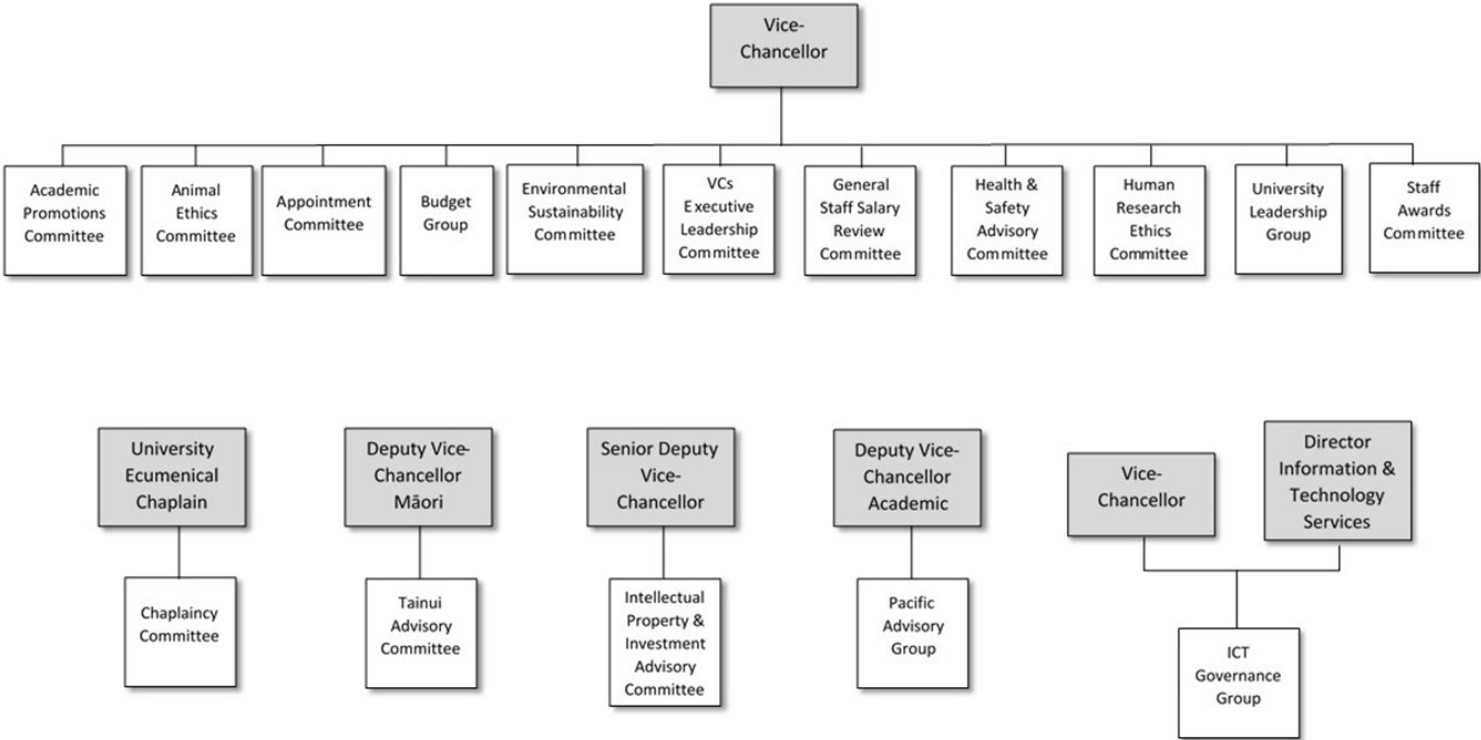 Vice-
Chancellor
Academic
Promotions
Committee
Animal
Ethics
Committee
Appointment
Committee
Budget
Group
Environmental
Sustainability
Committee
VCs
Executive
Leadership
Committee
General
Staff Salary
Review
Committee
Health &
Safety
Advisory
Committee
Human
Research
Ethics
Committee
University
Leadership
Group
Staff
Awards
Committee
University
Ecumenical
Chaplain
Deputy Vice-
Chancellor
Māori
Senior Deputy
Vice-
Chancellor
Deputy Vice-
Chancellor
Academic
Vice-
Chancellor
Director
Information &
Technology
Services
Chaplaincy
Committee
Tainui
Advisory
Committee
Intellectual
Property &
Investment
Advisory
Committee
Pacific
Advisory
Group
ICT
Governance
Group